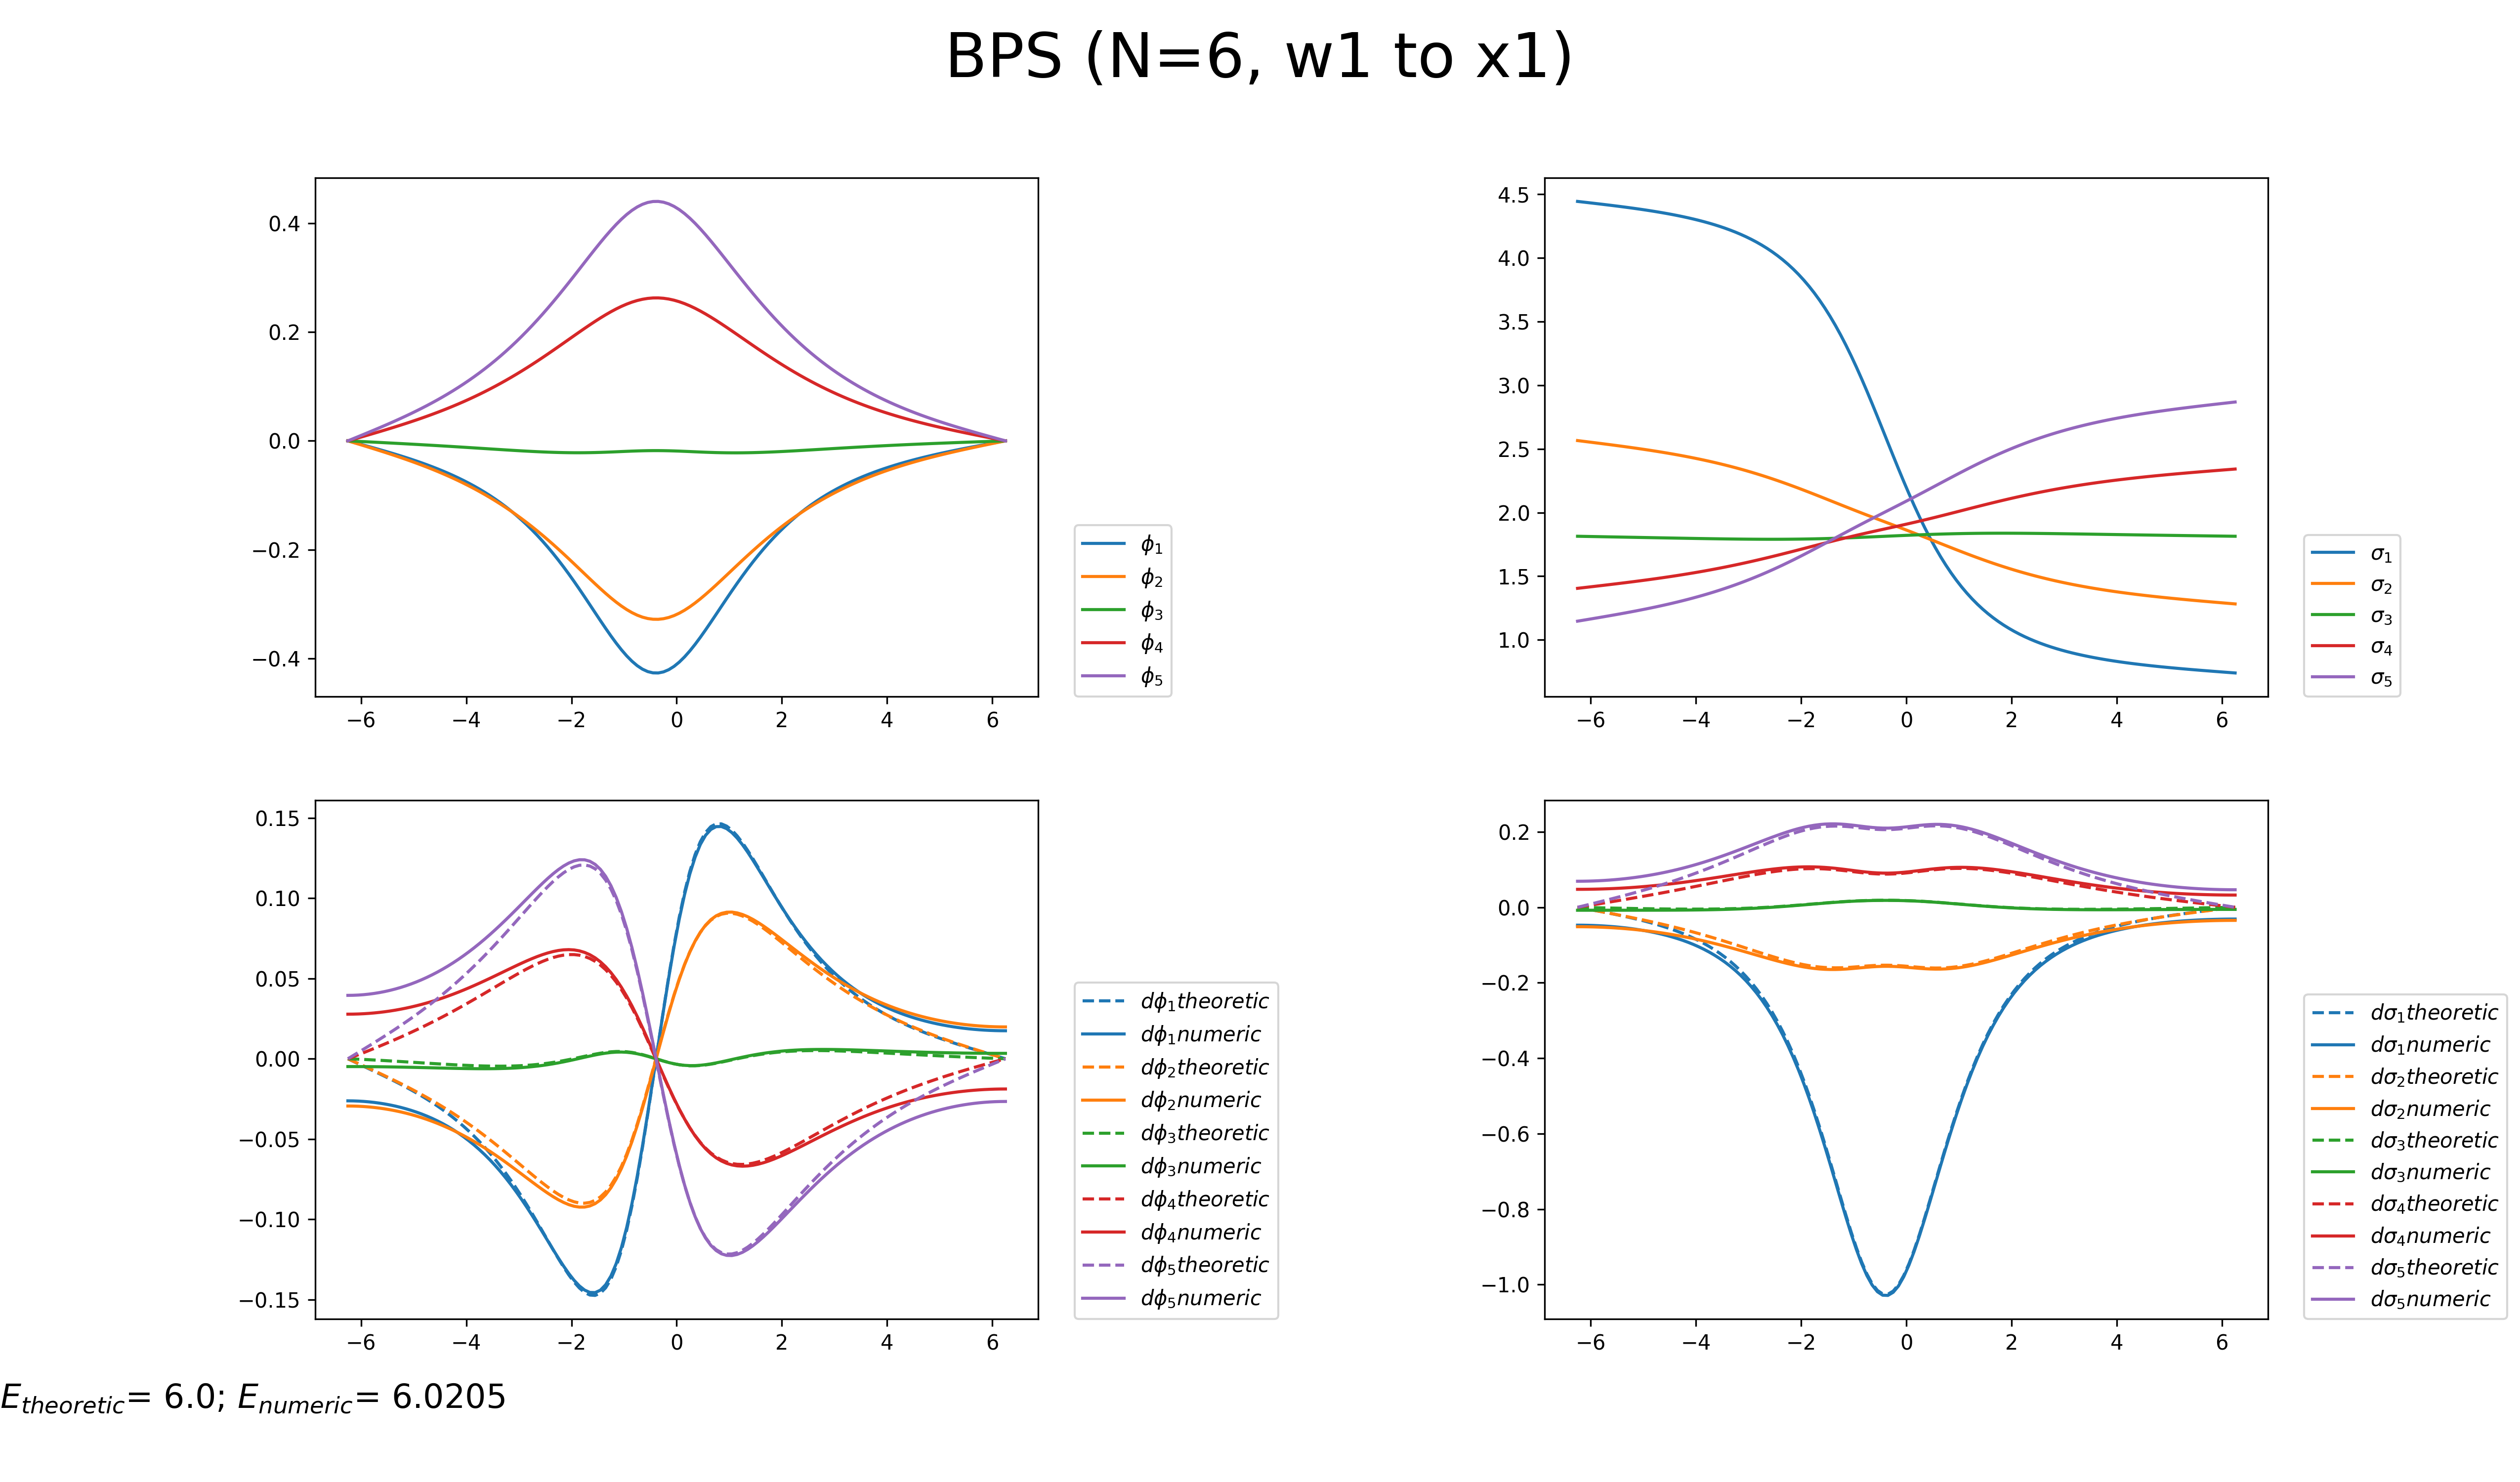 BPS (N=6, w1 to x1)
0.4
0.2
0.0
−0.2
−0.4
−6 −4 −2 0 2 4 6
ϕ₁
ϕ₂
ϕ₃
ϕ₄
ϕ₅
4.5
4.0
3.5
3.0
2.5
2.0
1.5
1.0
−6 −4 −2 0 2 4 6
σ₁
σ₂
σ₃
σ₄
σ₅
0.15
0.10
0.05
0.00
−0.05
−0.10
−0.15
−6 −4 −2 0 2 4 6
dϕ₁theoretic
dϕ₁numeric
dϕ₂theoretic
dϕ₂numeric
dϕ₃theoretic
dϕ₃numeric
dϕ₄theoretic
dϕ₄numeric
dϕ₅theoretic
dϕ₅numeric
0.2
0.0
−0.2
−0.4
−0.6
−0.8
−1.0
−6 −4 −2 0 2 4 6
dσ₁theoretic
dσ₁numeric
dσ₂theoretic
dσ₂numeric
dσ₃theoretic
dσ₃numeric
dσ₄theoretic
dσ₄numeric
dσ₅theoretic
dσ₅numeric
E_theoretic= 6.0; E_numeric= 6.0205